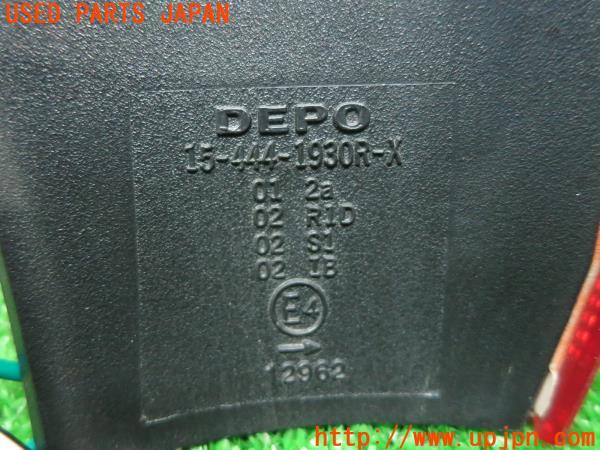 USED PARTS JAPAN
DEPO
15-444-1930R-X
01 2a
02 R1D
02 S1
02 IB
E4
→
12962
http://www.upjpn.com/